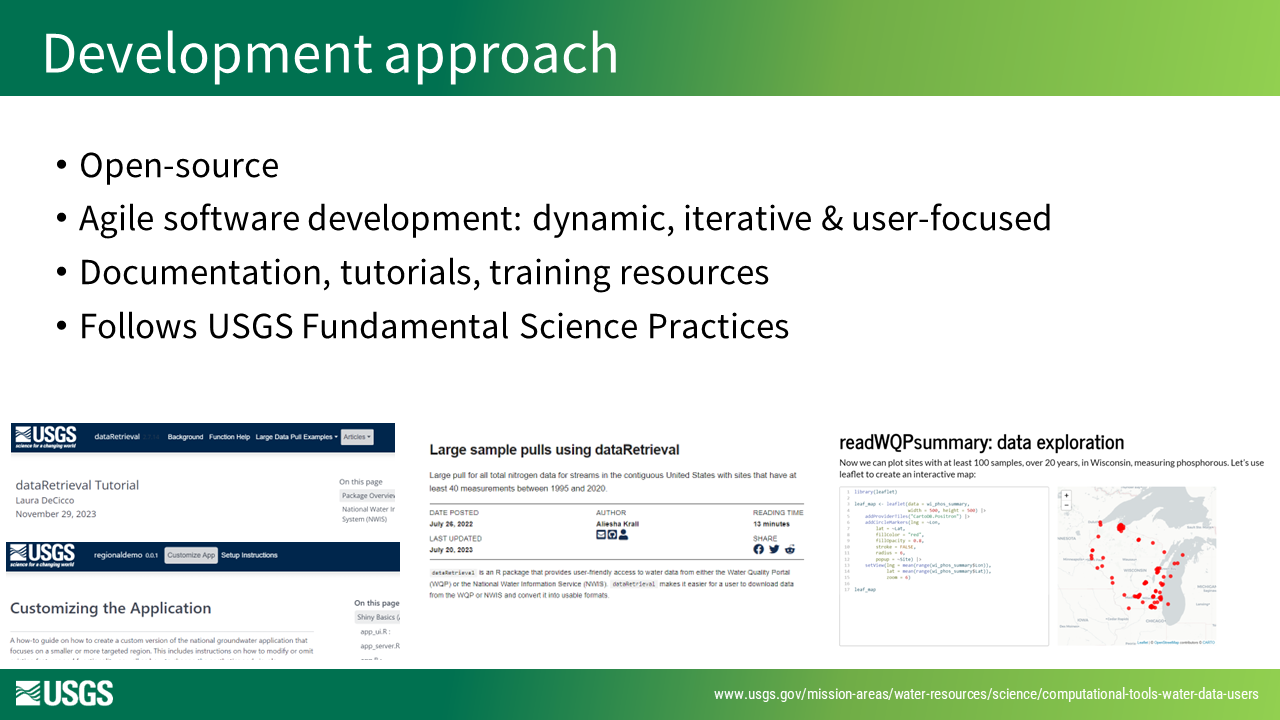 Development approach
• Open-source
• Agile software development: dynamic, iterative & user-focused
• Documentation, tutorials, training resources
• Follows USGS Fundamental Science Practices
USGS
science for a changing world
dataRetrieval Background Function Help Large Data Pull Examples Articles
dataRetrieval Tutorial
Laura DeCicco
November 29, 2023
On this page
Package Overview
National Water
System (NWIS)
USGS
science for a changing world
regionaldemo 0.0.1 Customize App Setup Instructions
Customizing the Application
A how-to guide on how to create a custom version of the national groundwater application that
focuses on a smaller or more targeted region. This includes instructions on how to modify or omit
On this page
Shiny Basics
app_ui.R :
app_server.R
Large sample pulls using dataRetrieval
Large pull for all total nitrogen data for streams in the contiguous United States with sites that have at
least 40 measurements between 1995 and 2020.
DATE POSTED AUTHOR READING TIME
July 26, 2022 Aliesha Krall 13 minutes
LAST UPDATED SHARE
July 20, 2023
dataRetrieval is an R package that provides user-friendly access to water data from either the Water Quality Portal
(WQP) or the National Water Information Service (NWIS). dataRetrieval makes it easier for a user to download data
from the WQP or NWIS and convert it into usable formats.
readWQPsummary: data exploration
Now we can plot sites with at least 100 samples, over 20 years, in Wisconsin, measuring phosphorous. Let's use
leaflet to create an interactive map:
library(leaflet)
leaf_map <- leaflet(data = wi_phos_summary,
width = 500, height = 500) |>
addProviderTiles("CartoDB.Positron") |>
addCircleMarkers(lng = ~Lon,
lat = ~Lat,
fillColor = "red",
fillOpacity = 0.8,
stroke = FALSE,
radius = 6,
popup = ~Site) |>
setView(lng = mean(range(wi_phos_summary$Lon)),
lat = mean(range(wi_phos_summary$Lat)),
zoom = 6)
leaf_map
+
−
WISCONSIN
CHICAGO
Leaflet | © OpenStreetMap contributors © CARTO
USGS
www.usgs.gov/mission-areas/water-resources/science/computational-tools-water-data-users